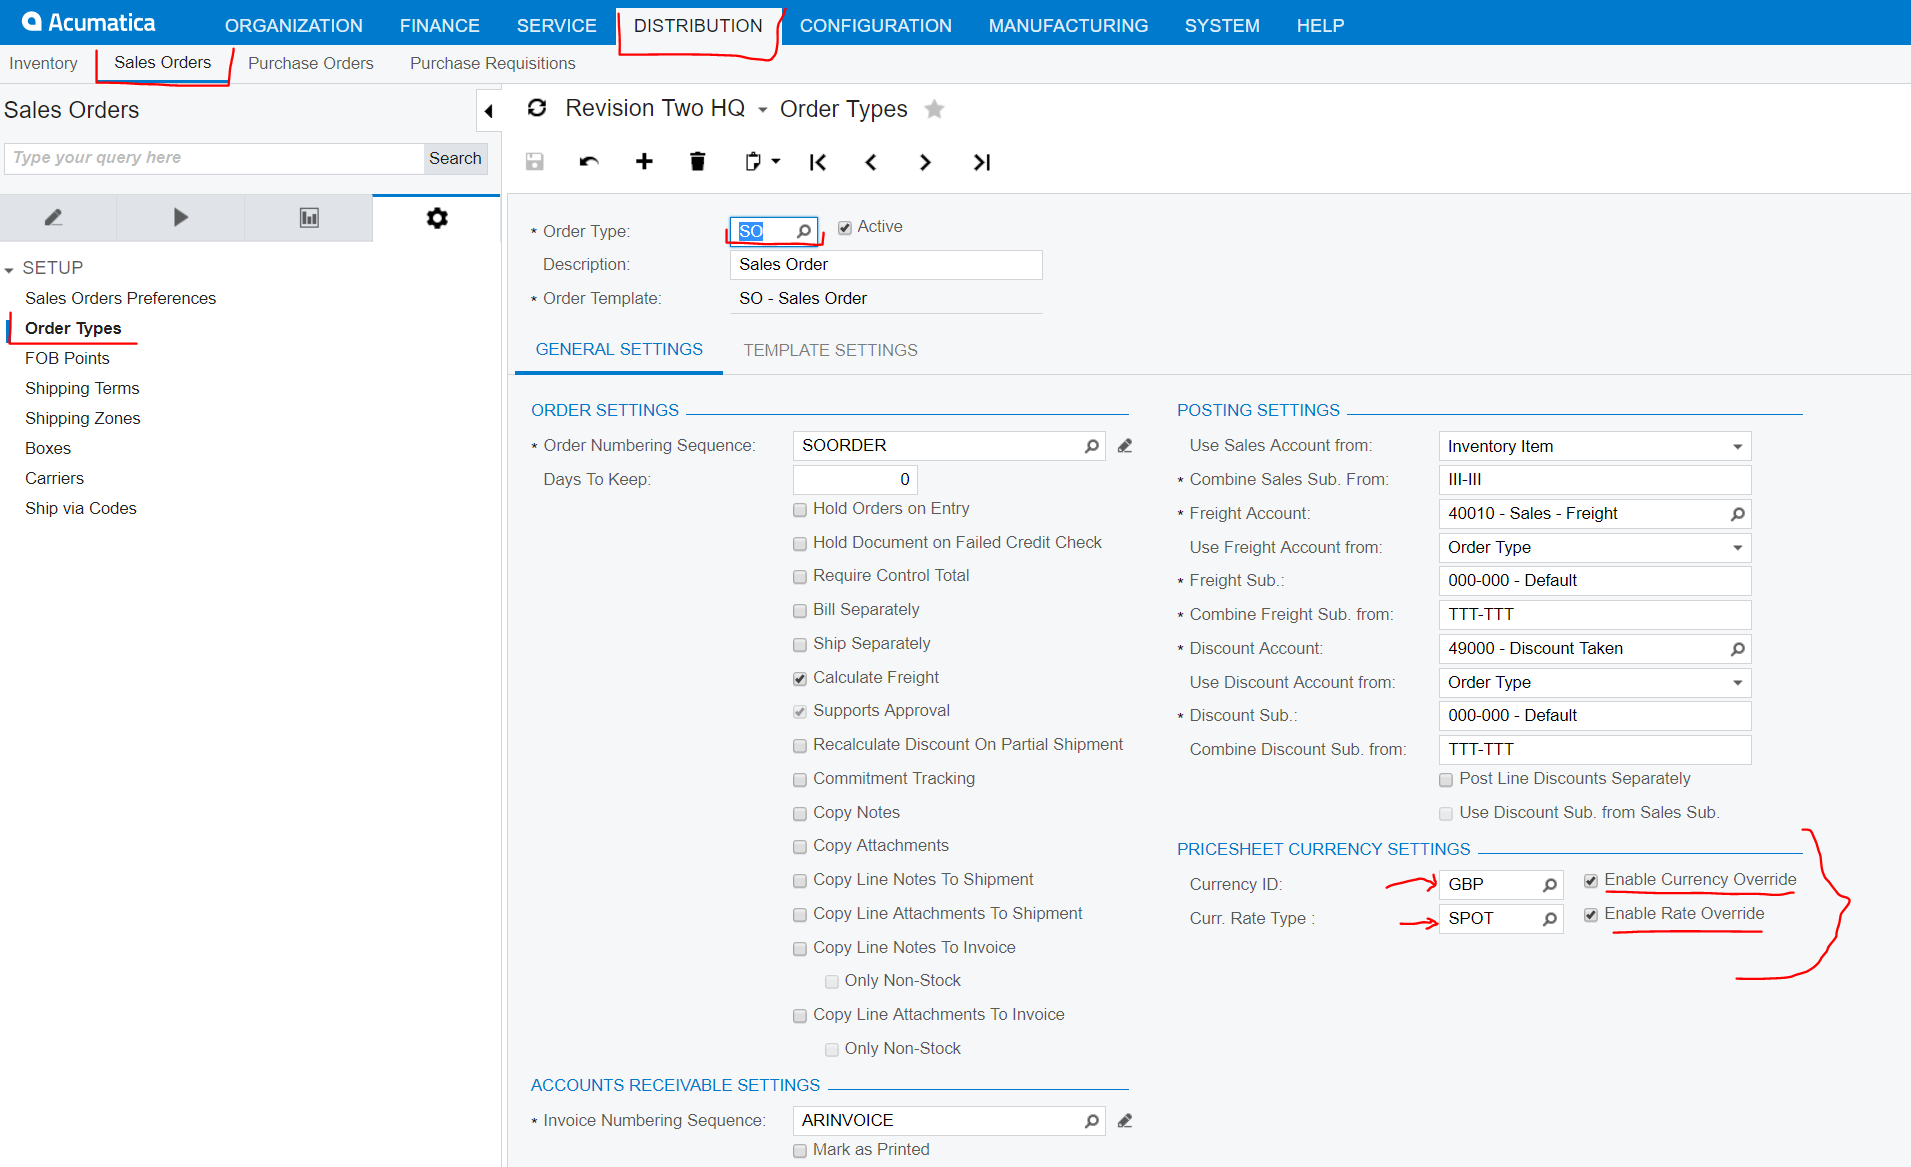 Acumatica ORGANIZATION FINANCE SERVICE DISTRIBUTION CONFIGURATION MANUFACTURING SYSTEM HELP
Inventory Sales Orders Purchase Orders Purchase Requisitions
Sales Orders
Type your query here Search
SETUP
Sales Orders Preferences
Order Types
FOB Points
Shipping Terms
Shipping Zones
Boxes
Carriers
Ship via Codes
Revision Two HQ Order Types
* Order Type: SO Active
Description: Sales Order
* Order Template: SO - Sales Order
GENERAL SETTINGS TEMPLATE SETTINGS
ORDER SETTINGS
* Order Numbering Sequence: SOORDER
Days To Keep: 0
Hold Orders on Entry
Hold Document on Failed Credit Check
Require Control Total
Bill Separately
Ship Separately
Calculate Freight
Supports Approval
Recalculate Discount On Partial Shipment
Commitment Tracking
Copy Notes
Copy Attachments
Copy Line Notes To Shipment
Copy Line Attachments To Shipment
Copy Line Notes To Invoice
Only Non-Stock
Copy Line Attachments To Invoice
Only Non-Stock
ACCOUNTS RECEIVABLE SETTINGS
* Invoice Numbering Sequence: ARINVOICE
Mark as Printed
POSTING SETTINGS
Use Sales Account from: Inventory Item
* Combine Sales Sub. From: III-III
* Freight Account: 40010 - Sales - Freight
Use Freight Account from: Order Type
* Freight Sub.: 000-000 - Default
* Combine Freight Sub. from: TTT-TTT
* Discount Account: 49000 - Discount Taken
Use Discount Account from: Order Type
* Discount Sub.: 000-000 - Default
Combine Discount Sub. from: TTT-TTT
Post Line Discounts Separately
Use Discount Sub. from Sales Sub.
PRICESHEET CURRENCY SETTINGS
Currency ID: GBP Enable Currency Override
Curr. Rate Type : SPOT Enable Rate Override